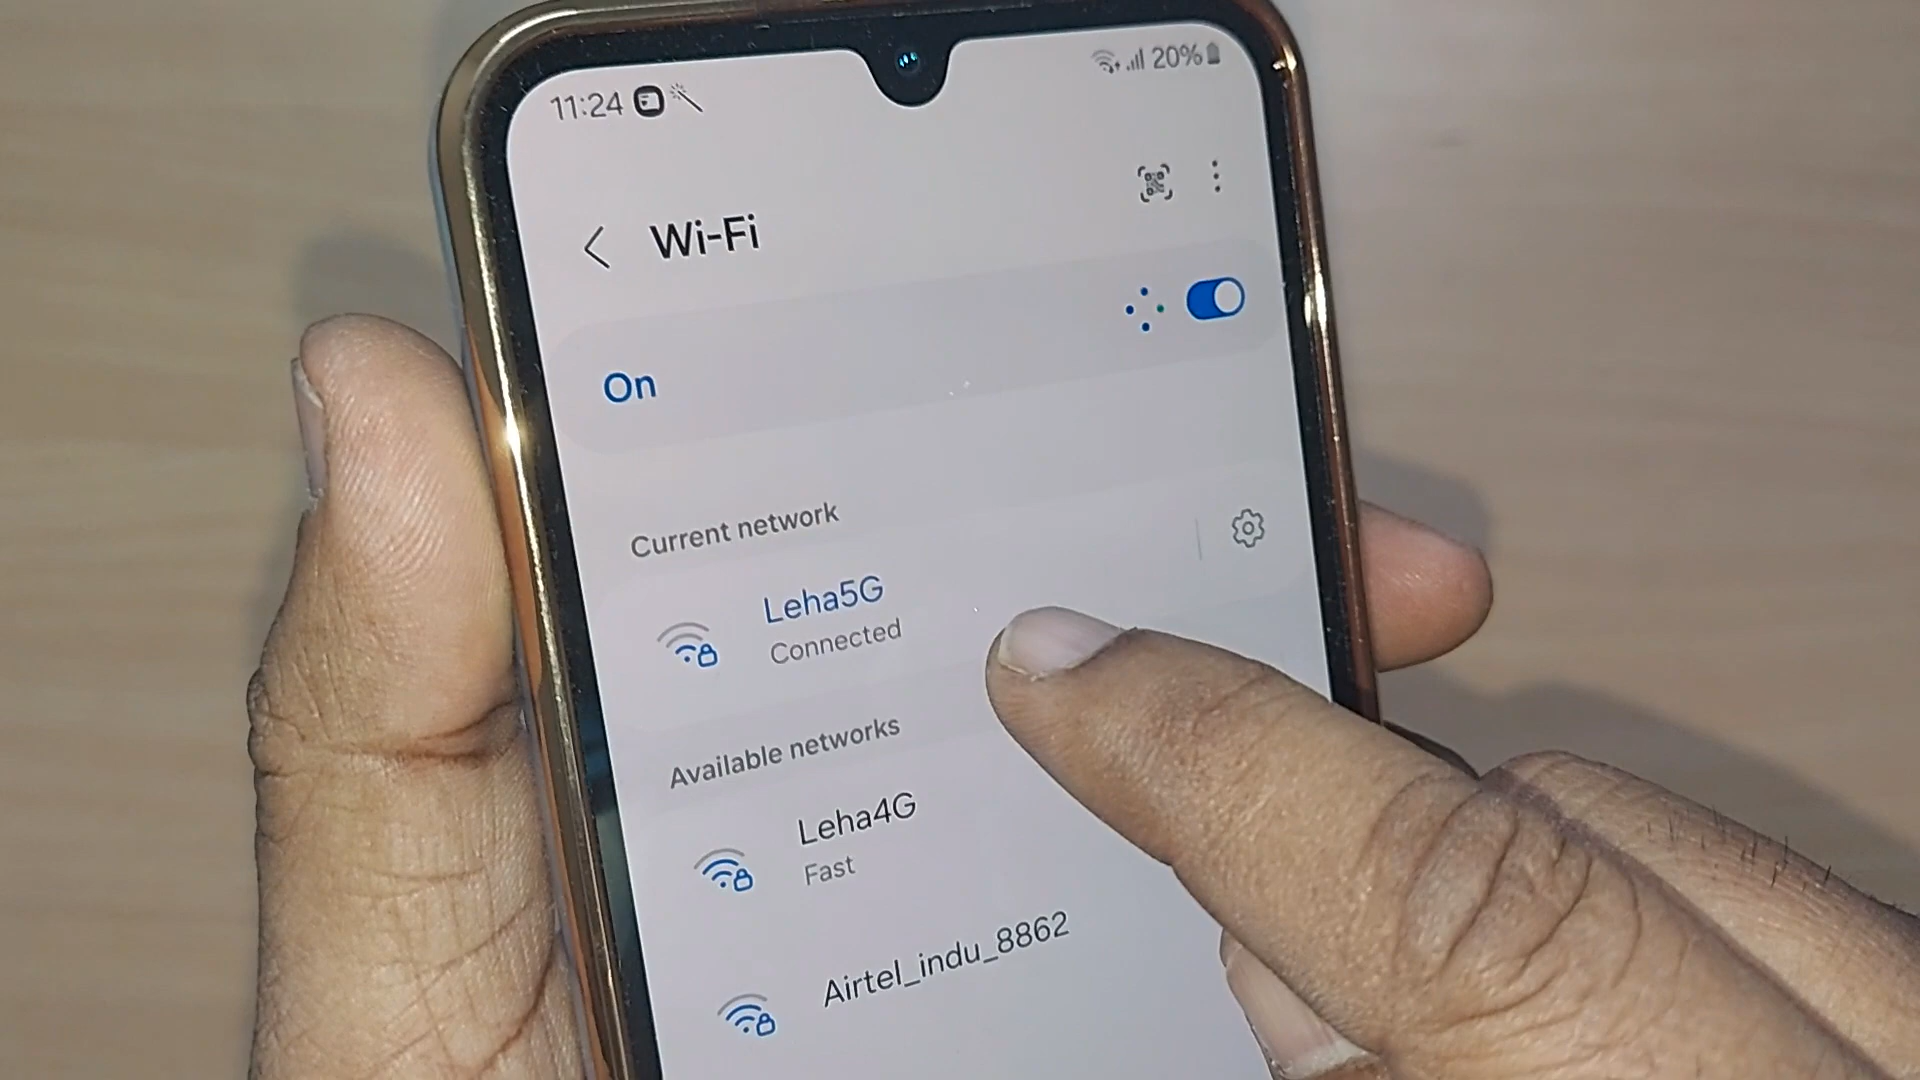 11:24
20%
Wi-Fi
On
Current network
Leha5G
Connected
Available networks
Leha4G
Fast
Airtel_indu_8862